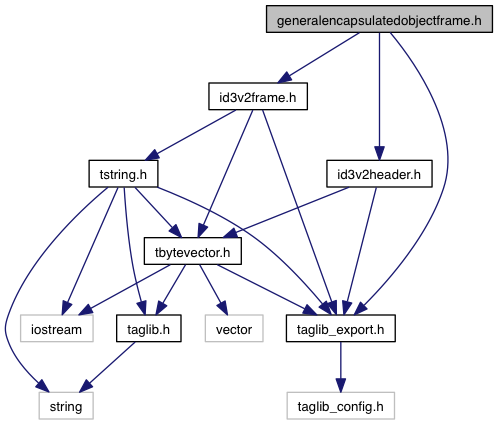 generalencapsulatedobjectframe.h
id3v2frame.h
tstring.h
id3v2header.h
tbytevector.h
iostream
taglib.h
vector
taglib_export.h
string
taglib_config.h